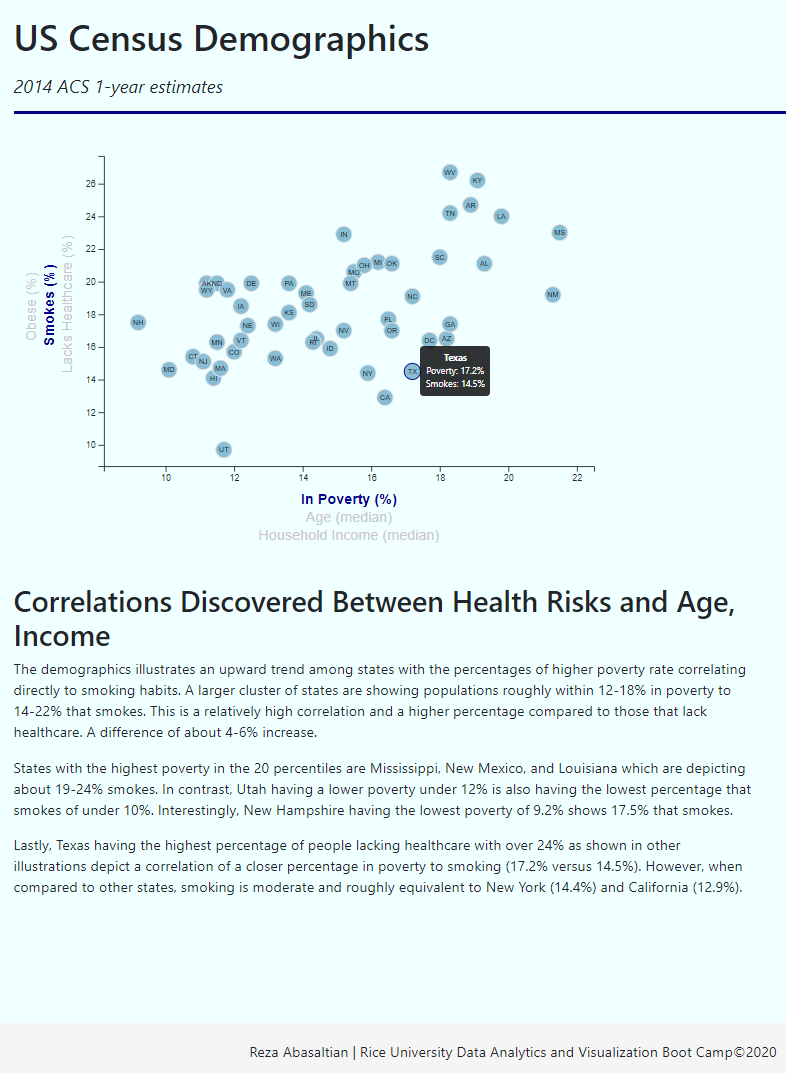 US Census Demographics
2014 ACS 1-year estimates
26
24
22
20
18
16
14
12
10
Obese (%)
Smokes (%)
Lacks Healthcare (%)
WV
KY
AR
TN
LA
IN
MS
SC
AL
MI
OK
OH
MO
MT
AK
ND
WY
VA
DE
PA
ME
SD
NC
NM
IA
KS
NH
NE
WI
FL
GA
NV
OR
MN
VT
IL
RI
DC
AZ
ID
CO
CT
NJ
WA
MD
MA
HI
NY
TX
CA
UT
Texas
Poverty: 17.2%
Smokes: 14.5%
10
12
14
16
18
20
22
In Poverty (%)
Age (median)
Household Income (median)
Correlations Discovered Between Health Risks and Age,
Income
The demographics illustrates an upward trend among states with the percentages of higher poverty rate correlating
directly to smoking habits. A larger cluster of states are showing populations roughly within 12-18% in poverty to
14-22% that smokes. This is a relatively high correlation and a higher percentage compared to those that lack
healthcare. A difference of about 4-6% increase.
States with the highest poverty in the 20 percentiles are Mississippi, New Mexico, and Louisiana which are depicting
about 19-24% smokes. In contrast, Utah having a lower poverty under 12% is also having the lowest percentage that
smokes of under 10%. Interestingly, New Hampshire having the lowest poverty of 9.2% shows 17.5% that smokes.
Lastly, Texas having the highest percentage of people lacking healthcare with over 24% as shown in other
illustrations depict a correlation of a closer percentage in poverty to smoking (17.2% versus 14.5%). However, when
compared to other states, smoking is moderate and roughly equivalent to New York (14.4%) and California (12.9%).
Reza Abasaltian | Rice University Data Analytics and Visualization Boot Camp©2020